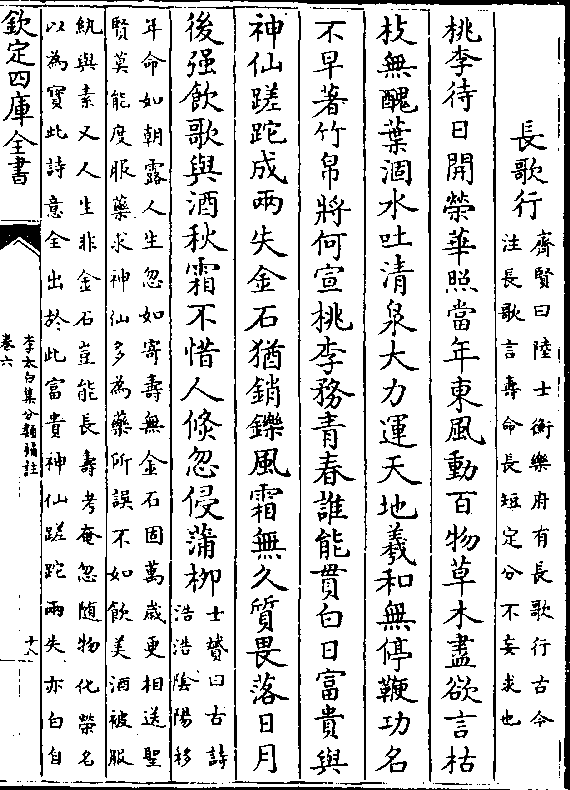 長歌行
齊賢曰陸士衡樂府有長歌行古今
注長歌言壽命長短定分不妄求也
桃李待日開榮華照當年東風動百物草木盡欲言枯
枝無醜葉涸水吐清泉大力運天地羲和無停鞭功名
不早著竹帛將何宣桃李務青春誰能貰白日富貴與
神仙蹉跎成兩失金石猶銷鑠風霜無久質畏落日月
後强飲歌與酒秋霜不惜人倐忽侵蒲栁
士贇曰古詩
浩浩陰陽移
年命如朝露人生忽如寄壽無金石固萬歳更相送聖
賢莫能度服藥求神仙多為藥所誤不如飲美酒被服
紈與素又人生非金石豈能長壽考奄忽随物化榮名
以為寳此詩意全出於此富貴神仙蹉跎兩失亦白自
欽定四庫全書
李太白集分類補註
卷六
十八